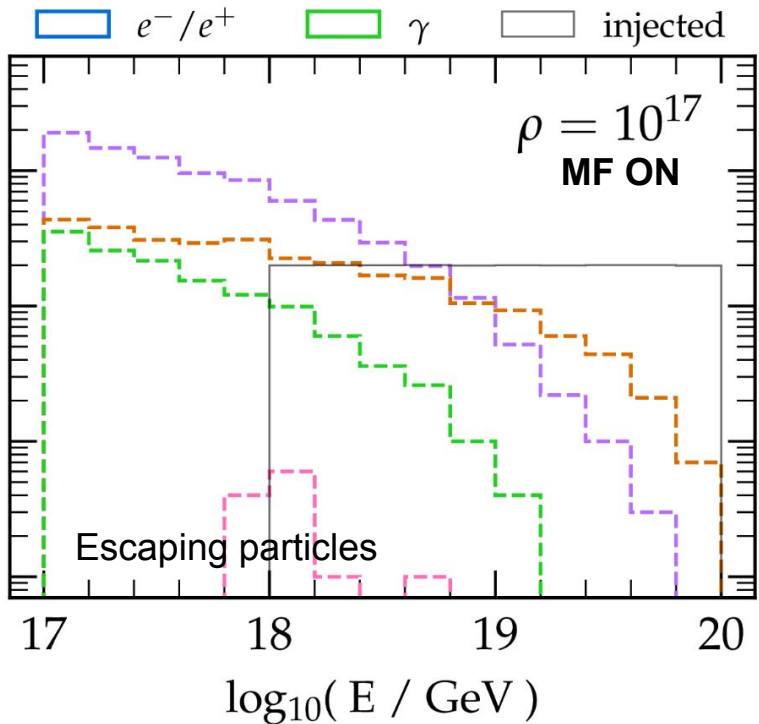 e⁻/e⁺ γ injected
ρ = 10¹⁷
MF ON
Escaping particles
17 18 19 20
log₁₀( E / GeV )